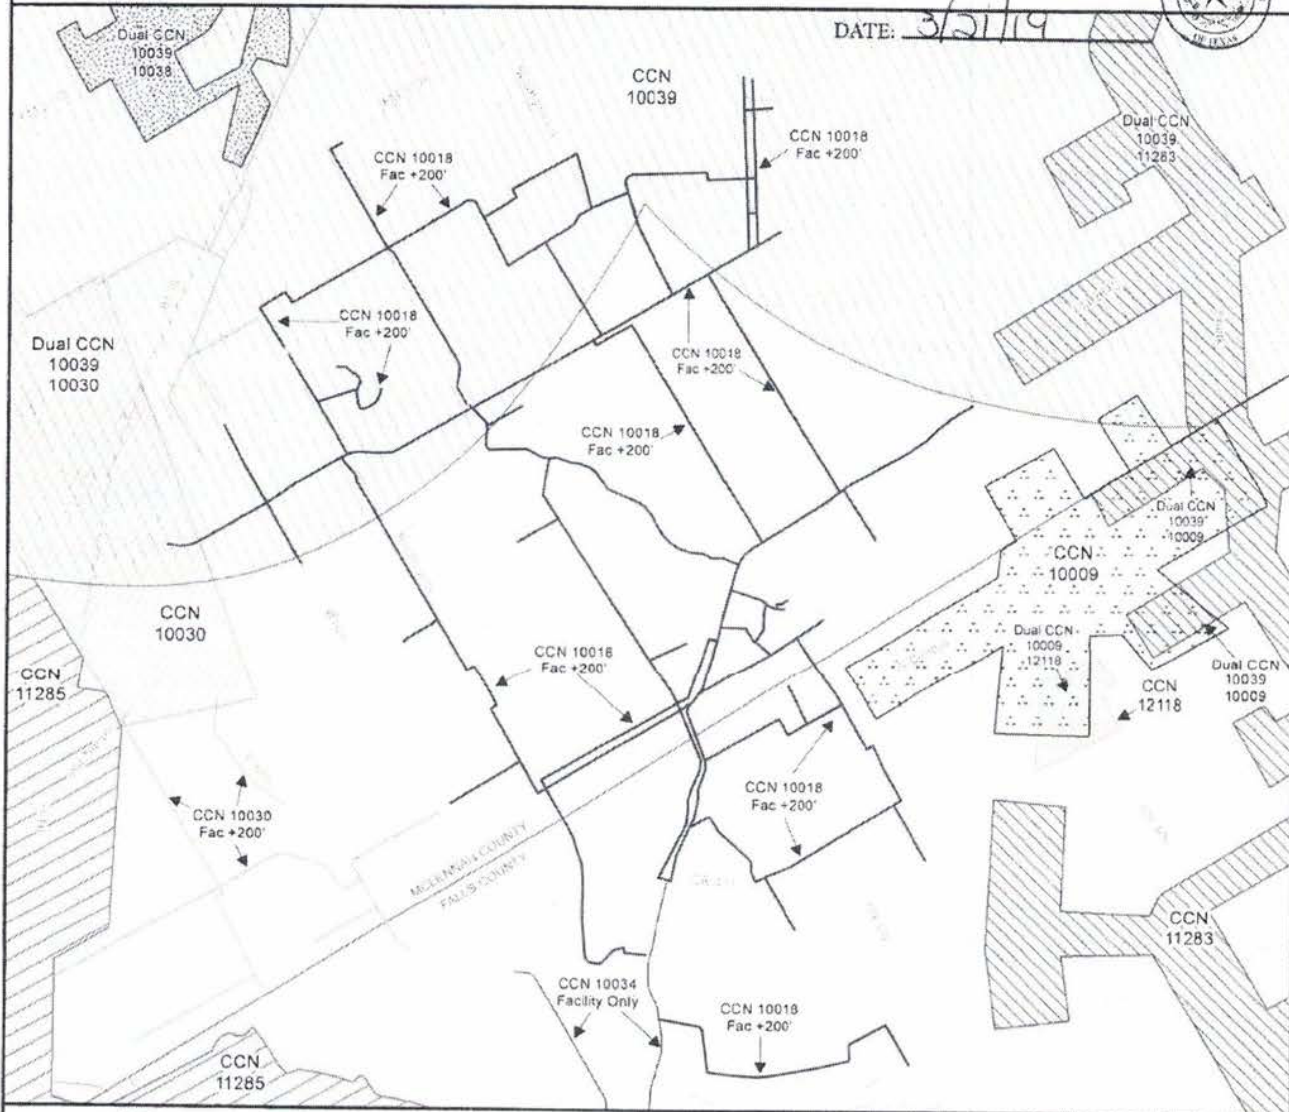 DATE: 3/21/19
OF TEXAS
Dual CCN
10039
10038
CCN
10039
CCN 10018
Fac +200'
CCN 10018
Fac +200'
Dual CCN
10039
11283
CCN 10018
Fac +200'
Dual CCN
10039
10030
CCN 10018
Fac +200'
CCN 10018
Fac +200'
Dual CCN
10039
10009
CCN
10009
CCN
10030
Dual CCN
10009
12118
CCN
11285
CCN 10018
Fac +200'
CCN
12118
Dual CCN
10039
10009
CCN 10030
Fac +200'
CCN 10018
Fac +200'
MCLENNAN COUNTY
FALLS COUNTY
CCN
11283
CCN 10034
Facility Only
CCN 10018
Fac +200'
CCN
11285